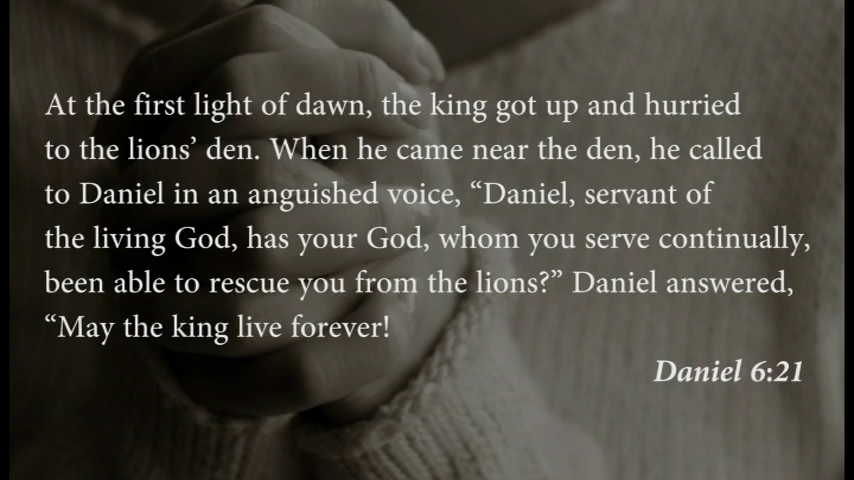 At the first light of dawn, the king got up and hurried
to the lions’ den. When he came near the den, he called
to Daniel in an anguished voice, “Daniel, servant of
the living God, has your God, whom you serve continually,
been able to rescue you from the lions?” Daniel answered,
“May the king live forever!
Daniel 6:21